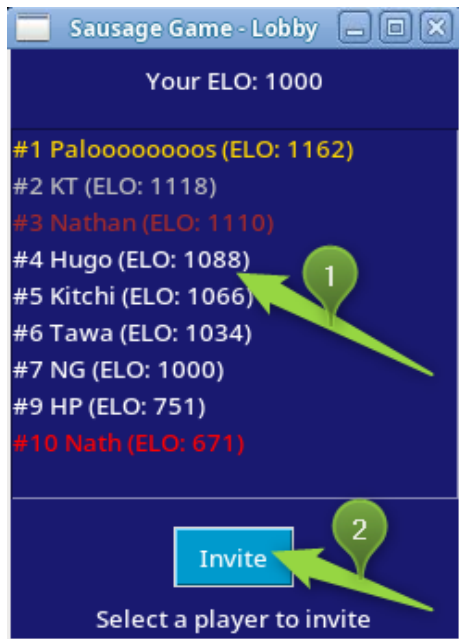 Sausage Game - Lobby
Your ELO: 1000
#1 Paloooooooos (ELO: 1162)
#2 KT (ELO: 1118)
#3 Nathan (ELO: 1110)
#4 Hugo (ELO: 1088)
1
#5 Kitchi (ELO: 1066)
#6 Tawa (ELO: 1034)
#7 NG (ELO: 1000)
#9 HP (ELO: 751)
#10 Nath (ELO: 671)
2
Invite
Select a player to invite